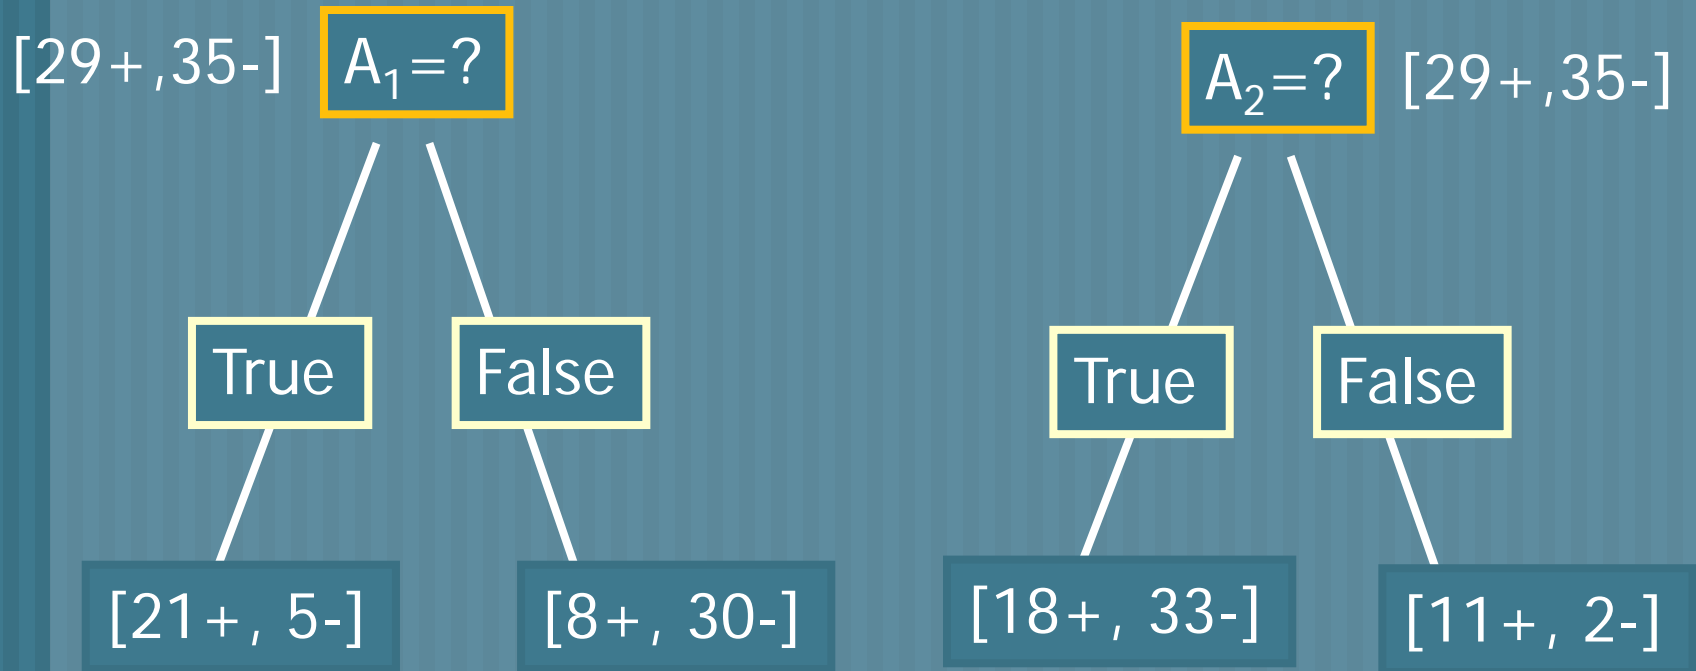 [29+,35-] A₁=? A₂=? [29+,35-]
True False True False
[21+, 5-] [8+, 30-] [18+, 33-] [11+, 2-]